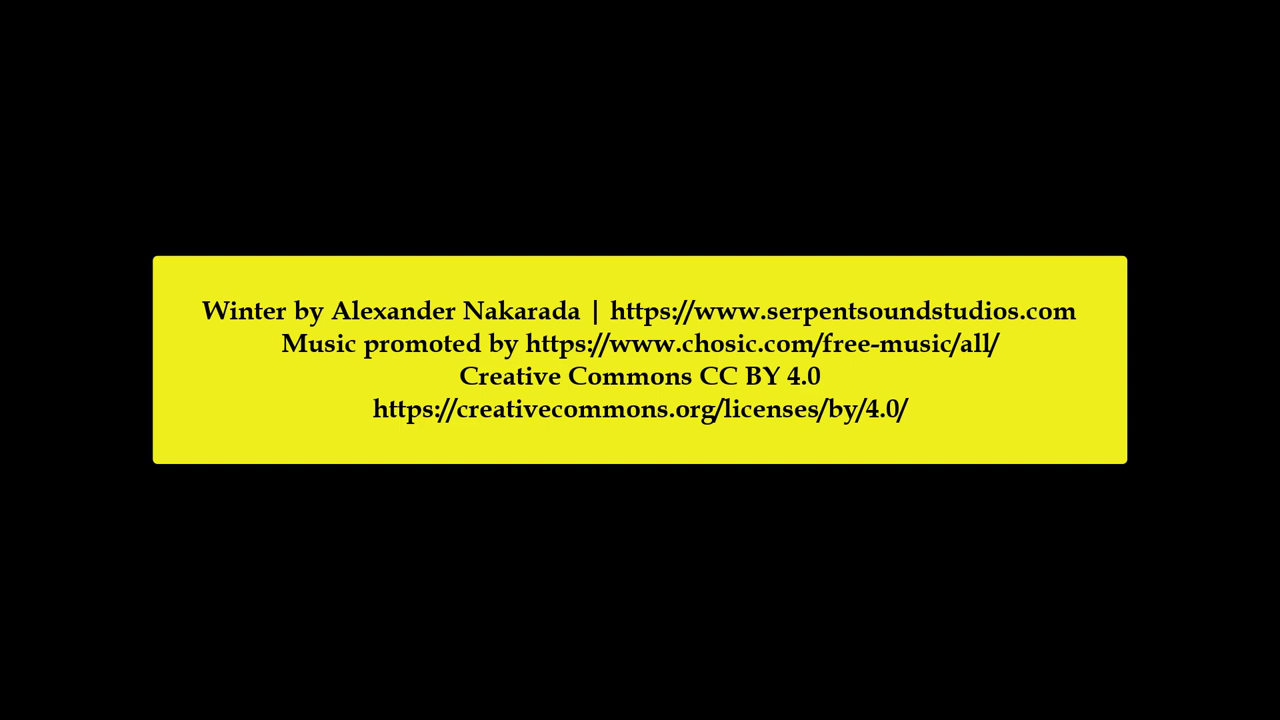 Winter by Alexander Nakarada | https://www.serpentsoundstudios.com
Music promoted by https://www.chosic.com/free-music/all/
Creative Commons CC BY 4.0
https://creativecommons.org/licenses/by/4.0/